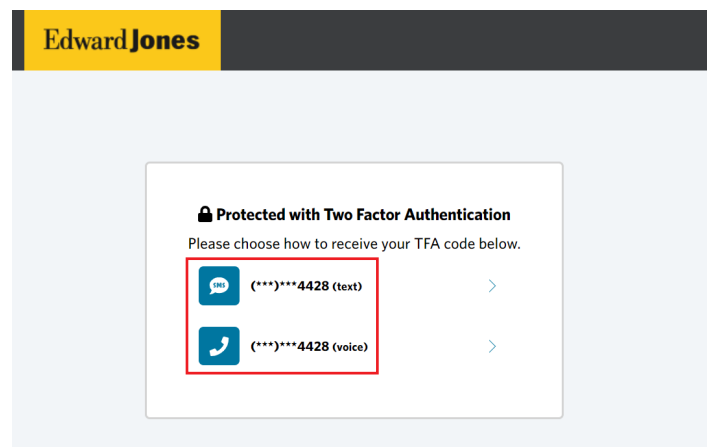 Edward Jones
Protected with Two Factor Authentication
Please choose how to receive your TFA code below.
SMS
(***)***4428 (text)
(***)***4428 (voice)